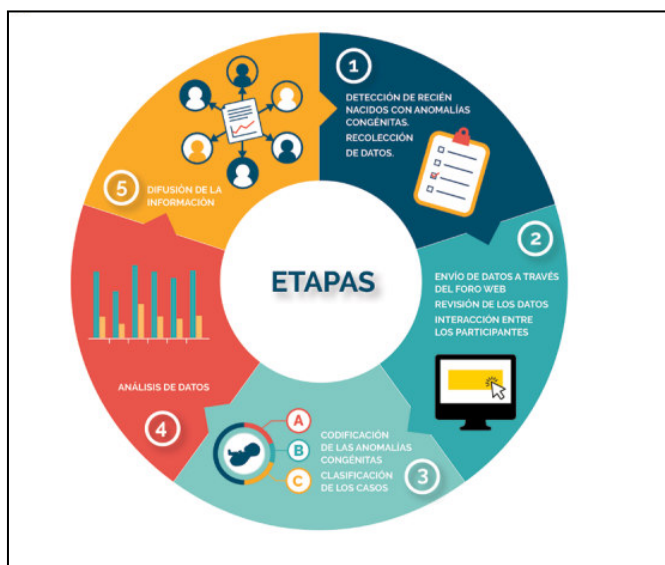 ETAPAS
1
DETECCIÓN DE RECIÉN
NACIDOS CON ANOMALÍAS
CONGÉNITAS.
RECOLECCIÓN
DE DATOS.
2
ENVÍO DE DATOS A TRAVÉS
DEL FORO WEB
REVISIÓN DE LOS DATOS
INTERACCIÓN ENTRE
LOS PARTICIPANTES
3
A
B
C
CODIFICACIÓN
DE LAS ANOMALÍAS
CONGÉNITAS
CLASIFICACIÓN
DE LOS CASOS
4
ANÁLISIS DE DATOS
5
DIFUSIÓN DE LA
INFORMACIÓN